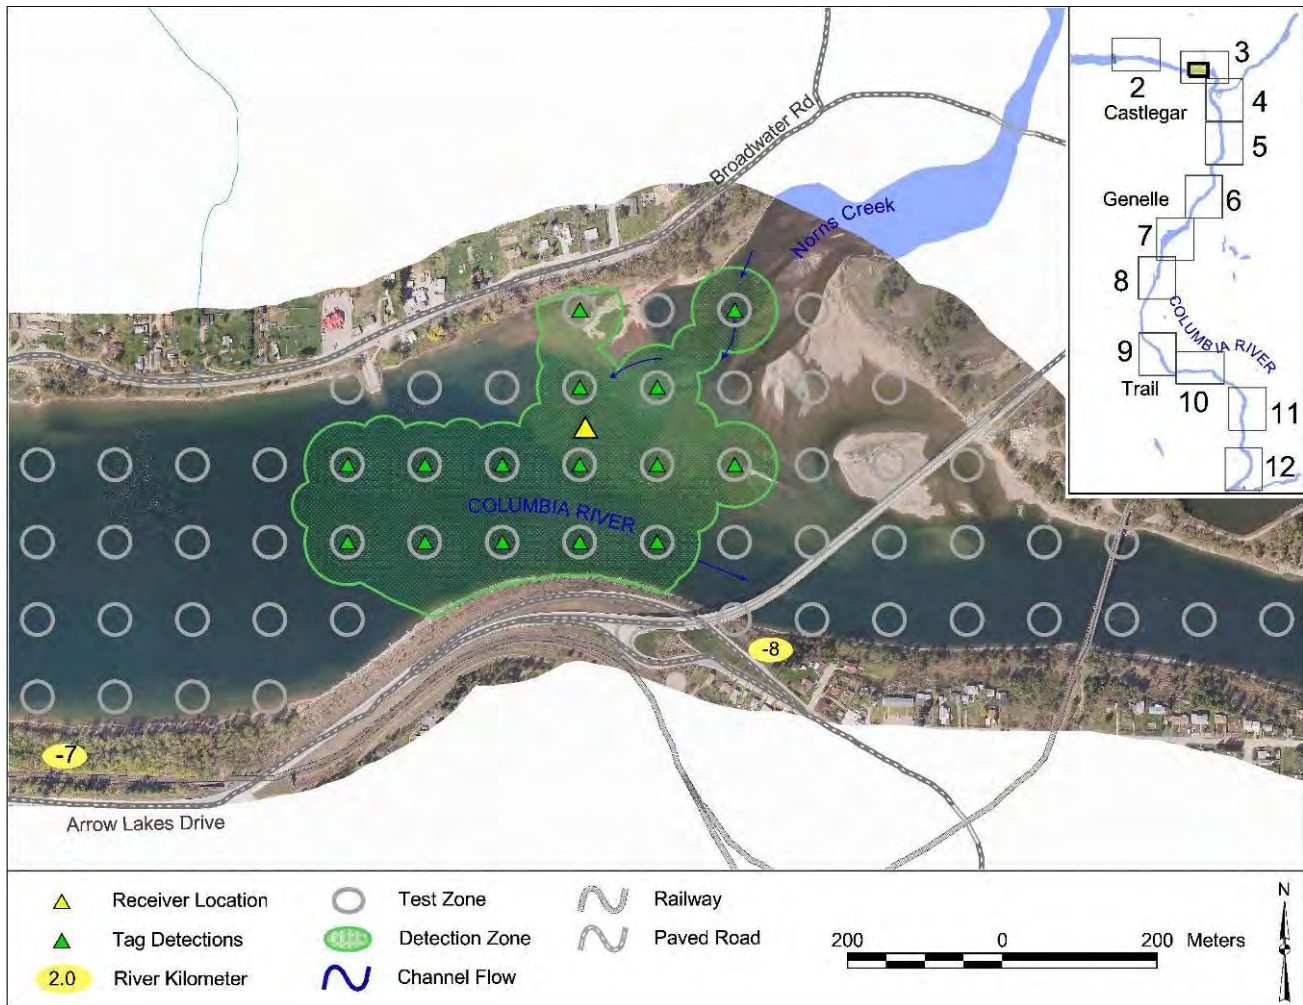 Broadwater Rd
Norns Creek
COLUMBIA RIVER
-8
-7
Arrow Lakes Drive
2
3
Castlegar
4
5
Genelle
6
7
8
COLUMBIA RIVER
9
Trail
10
11
12
Receiver Location
Test Zone
Railway
Tag Detections
Detection Zone
Paved Road
2.0
River Kilometer
Channel Flow
200 0 200 Meters
N